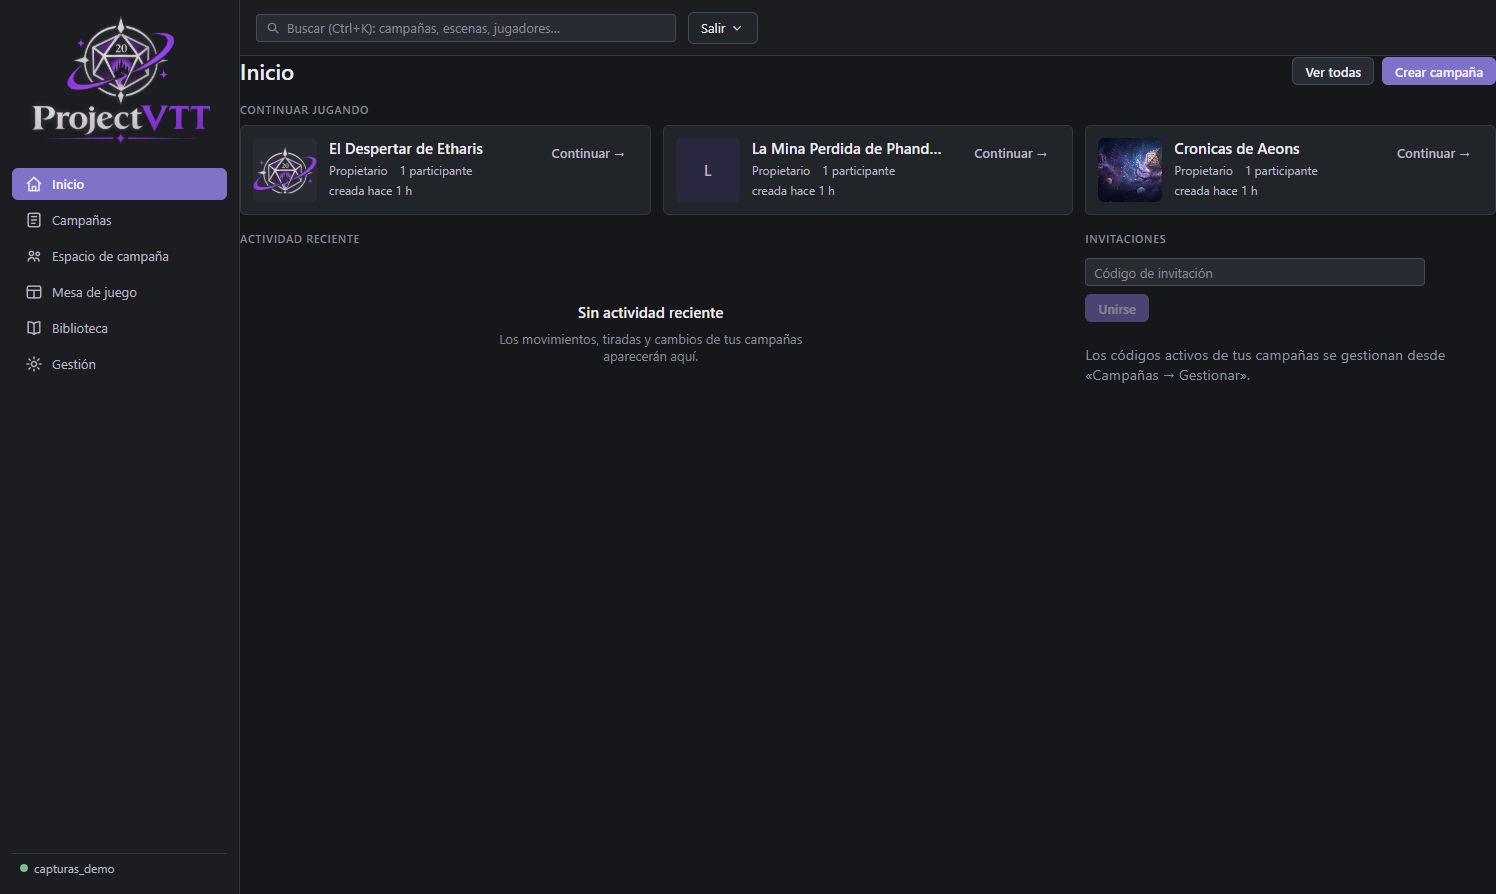 20
ProjectVTT
Inicio
Campañas
Espacio de campaña
Mesa de juego
Biblioteca
Gestión
capturas_demo
Buscar (Ctrl+K): campañas, escenas, jugadores...
Salir
Inicio
Ver todas
Crear campaña
CONTINUAR JUGANDO
20
El Despertar de Etharis
Propietario 1 participante
creada hace 1 h
Continuar →
L
La Mina Perdida de Phand...
Propietario 1 participante
creada hace 1 h
Continuar →
Cronicas de Aeons
Propietario 1 participante
creada hace 1 h
Continuar →
ACTIVIDAD RECIENTE
Sin actividad reciente
Los movimientos, tiradas y cambios de tus campañas
aparecerán aquí.
INVITACIONES
Código de invitación
Unirse
Los códigos activos de tus campañas se gestionan desde
«Campañas → Gestionar».